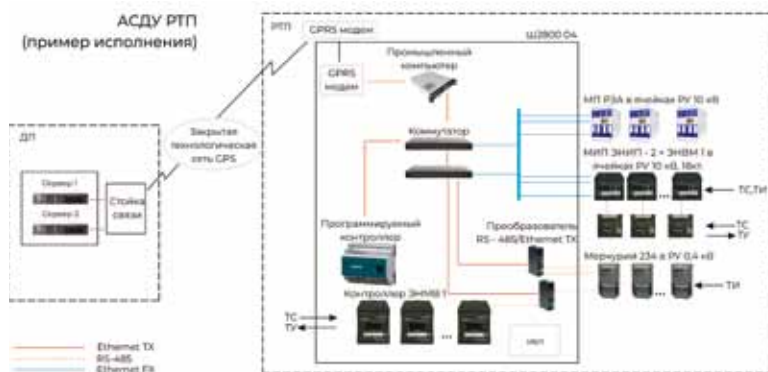 АСДУ РТП
(пример исполнения)
РТП
GPRS модем
Ш2800 04
Промышленный
компьютер
GPRS
модем
МП РЗА в ячейках РУ 10 кВ
ДП
Закрытая
технологическая
сеть GPS
Коммутатор
МИП ЭНИП - 2 + ЭНВМ 1 в
ячейках РУ 10 кВ, 18кл
Сервер 1
Сервер 2
Стойка
связи
ТС,ТИ
Программируемый
контроллер
Преобразователь
RS - 485/Ethernet TX
ТС
ТУ
Меркурий 234 в РУ 0,4 кВ
ТИ
Контроллер ЭНМВ 1
ТС
ТУ
Ethernet TX
RS-485
Ethernet FX